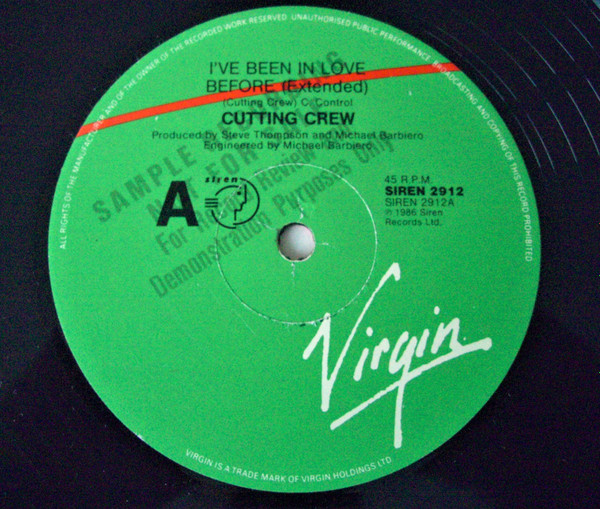 ALL RIGHTS OF THE MANUFACTURER AND OF THE OWNER OF THE RECORDED WORK RESERVED UNAUTHORISED PUBLIC PERFORMANCE, BROADCASTING AND COPYING OF THIS RECORD PROHIBITED
I'VE BEEN IN LOVE
BEFORE (Extended)
(Cutting Crew) C. Control
CUTTING CREW
Produced by Steve Thompson and Michael Barbiero
Engineered by Michael Barbiero.
SAMPLE
NOT FOR
For Record Review
Demonstration Purposes Only
A
siren
45 R.P.M.
SIREN 2912
SIREN 2912A
℗ 1986 Siren
Records Ltd.
Virgin
VIRGIN IS A TRADE MARK OF VIRGIN HOLDINGS LTD.